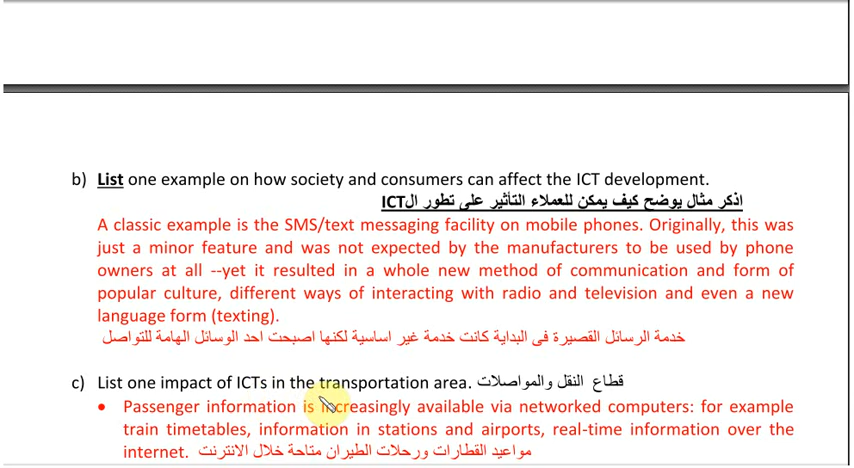 b) List one example on how society and consumers can affect the ICT development.
اذكر مثال يوضح كيف يمكن للعملاء التأثير على تطور الICT
A classic example is the SMS/text messaging facility on mobile phones. Originally, this was
just a minor feature and was not expected by the manufacturers to be used by phone
owners at all --yet it resulted in a whole new method of communication and form of
popular culture, different ways of interacting with radio and television and even a new
language form (texting).
خدمة الرسائل القصيرة فى البداية كانت خدمة غير اساسية لكنها اصبحت احد الوسائل الهامة للتواصل
c) List one impact of ICTs in the transportation area. قطاع النقل والمواصلات
• Passenger information is increasingly available via networked computers: for example
train timetables, information in stations and airports, real-time information over the
internet. مواعيد القطارات ورحلات الطيران متاحة خلال الانترنت